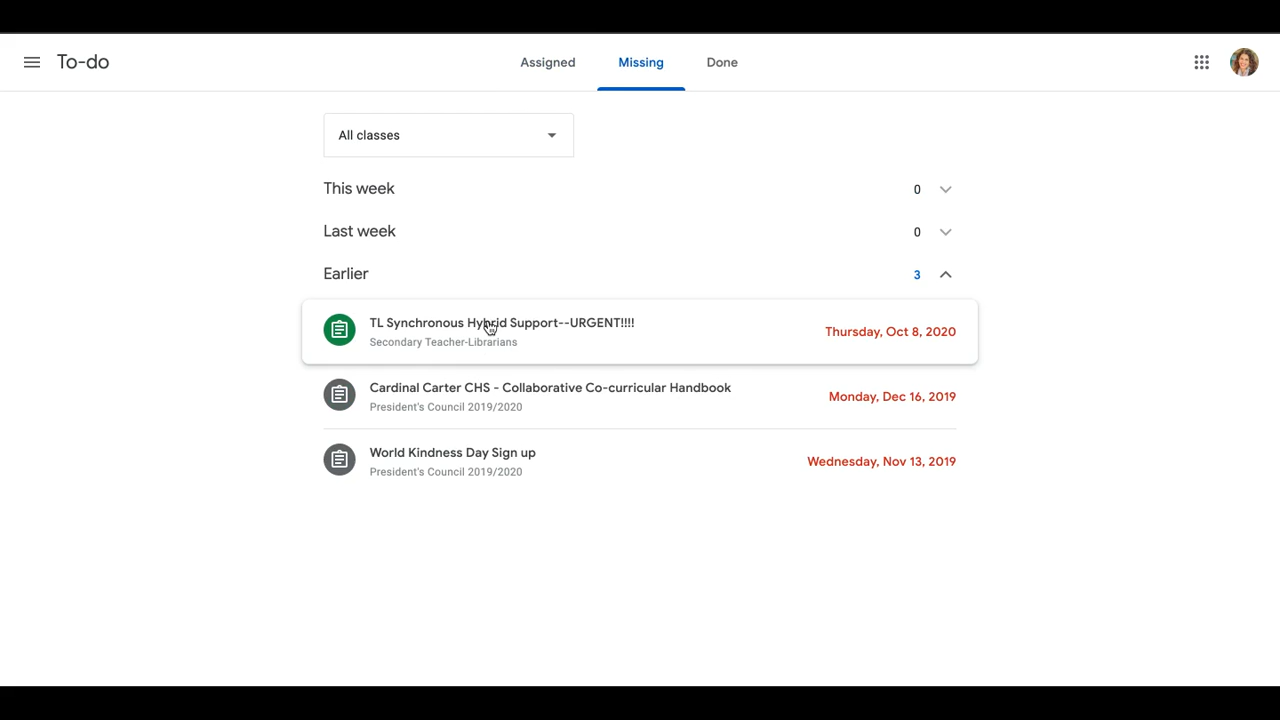 To-do
Assigned
Missing
Done
All classes
This week
0
Last week
0
Earlier
3
TL Synchronous Hybrid Support--URGENT!!!!
Secondary Teacher-Librarians
Thursday, Oct 8, 2020
Cardinal Carter CHS - Collaborative Co-curricular Handbook
President's Council 2019/2020
Monday, Dec 16, 2019
World Kindness Day Sign up
President's Council 2019/2020
Wednesday, Nov 13, 2019